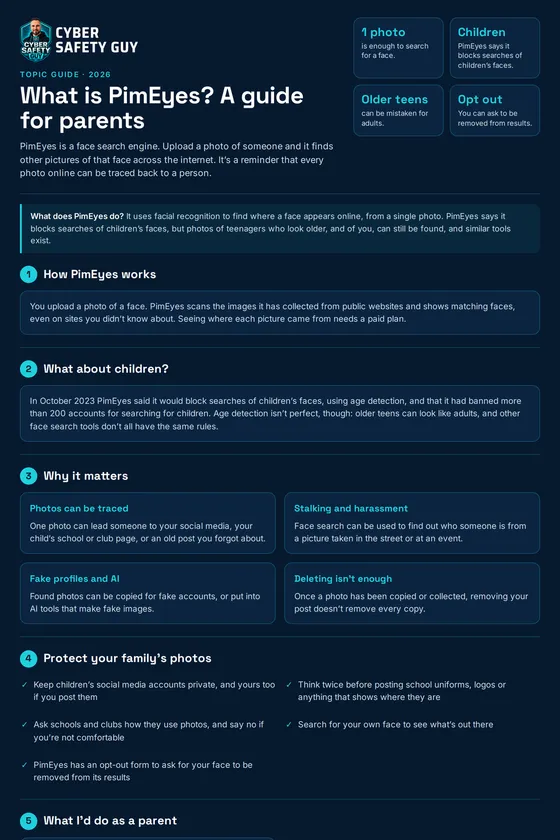 CYBER
SAFETY GUY
CYBER
SAFETY
GUY
TOPIC GUIDE · 2026
What is PimEyes? A guide
for parents
PimEyes is a face search engine. Upload a photo of someone and it finds
other pictures of that face across the internet. It's a reminder that every
photo online can be traced back to a person.
1 photo
is enough to search
for a face.
Children
PimEyes says it
blocks searches of
children's faces.
Older teens
can be mistaken for
adults.
Opt out
You can ask to be
removed from results.
What does PimEyes do? It uses facial recognition to find where a face appears online, from a single photo. PimEyes says it
blocks searches of children's faces, but photos of teenagers who look older, and of you, can still be found, and similar tools
exist.
1 How PimEyes works
You upload a photo of a face. PimEyes scans the images it has collected from public websites and shows matching faces,
even on sites you didn't know about. Seeing where each picture came from needs a paid plan.
2 What about children?
In October 2023 PimEyes said it would block searches of children's faces, using age detection, and that it had banned more
than 200 accounts for searching for children. Age detection isn't perfect, though: older teens can look like adults, and other
face search tools don't all have the same rules.
3 Why it matters
Photos can be traced
One photo can lead someone to your social media, your
child's school or club page, or an old post you forgot about.
Stalking and harassment
Face search can be used to find out who someone is from
a picture taken in the street or at an event.
Fake profiles and AI
Found photos can be copied for fake accounts, or put into
AI tools that make fake images.
Deleting isn't enough
Once a photo has been copied or collected, removing your
post doesn't remove every copy.
4 Protect your family's photos
✓ Keep children's social media accounts private, and yours too
if you post them
✓ Think twice before posting school uniforms, logos or
anything that shows where they are
✓ Ask schools and clubs how they use photos, and say no if
you're not comfortable
✓ Search for your own face to see what's out there
✓ PimEyes has an opt-out form to ask for your face to be
removed from its results
5 What I'd do as a parent